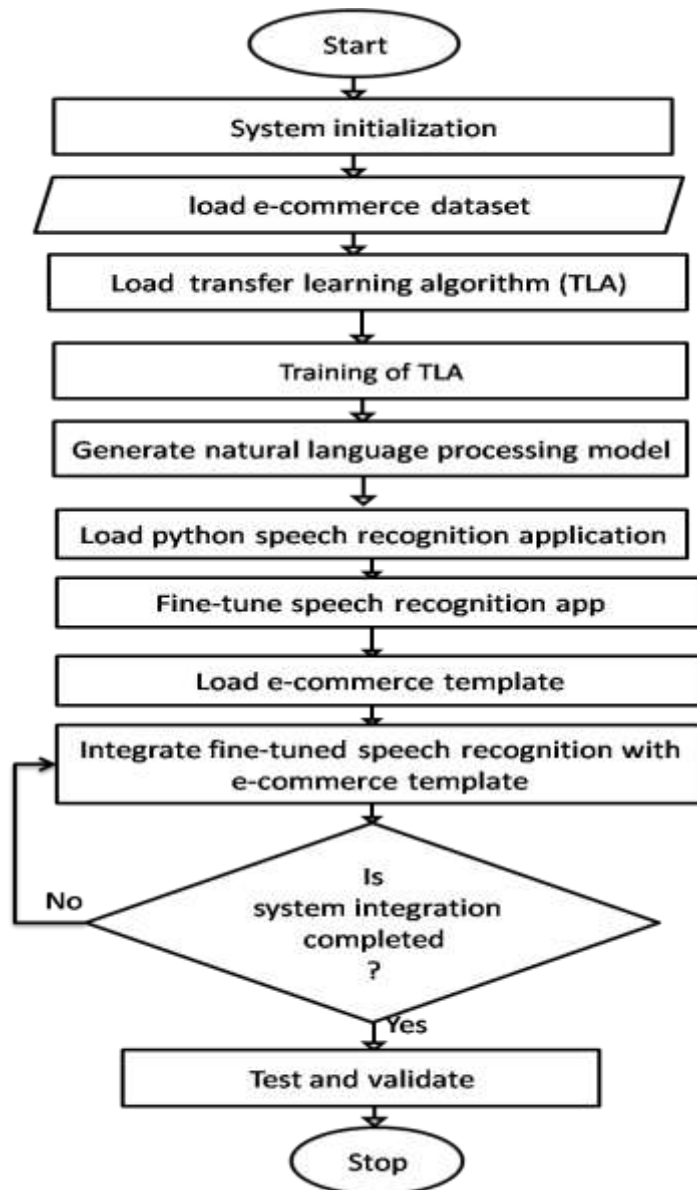 Start
System initialization
load e-commerce dataset
Load transfer learning algorithm (TLA)
Training of TLA
Generate natural language processing model
Load python speech recognition application
Fine-tune speech recognition app
Load e-commerce template
Integrate fine-tuned speech recognition with
e-commerce template
Is
system integration
completed
?
No
Yes
Test and validate
Stop